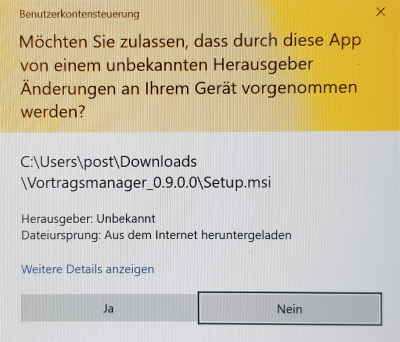 Benutzerkontensteuerung
Möchten Sie zulassen, dass durch diese App
von einem unbekannten Herausgeber
Änderungen an Ihrem Gerät vorgenommen
werden?
C:\Users\post\Downloads
\Vortragsmanager_0.9.0.0\Setup.msi
Herausgeber: Unbekannt
Dateiursprung: Aus dem Internet heruntergeladen
Weitere Details anzeigen
Ja
Nein